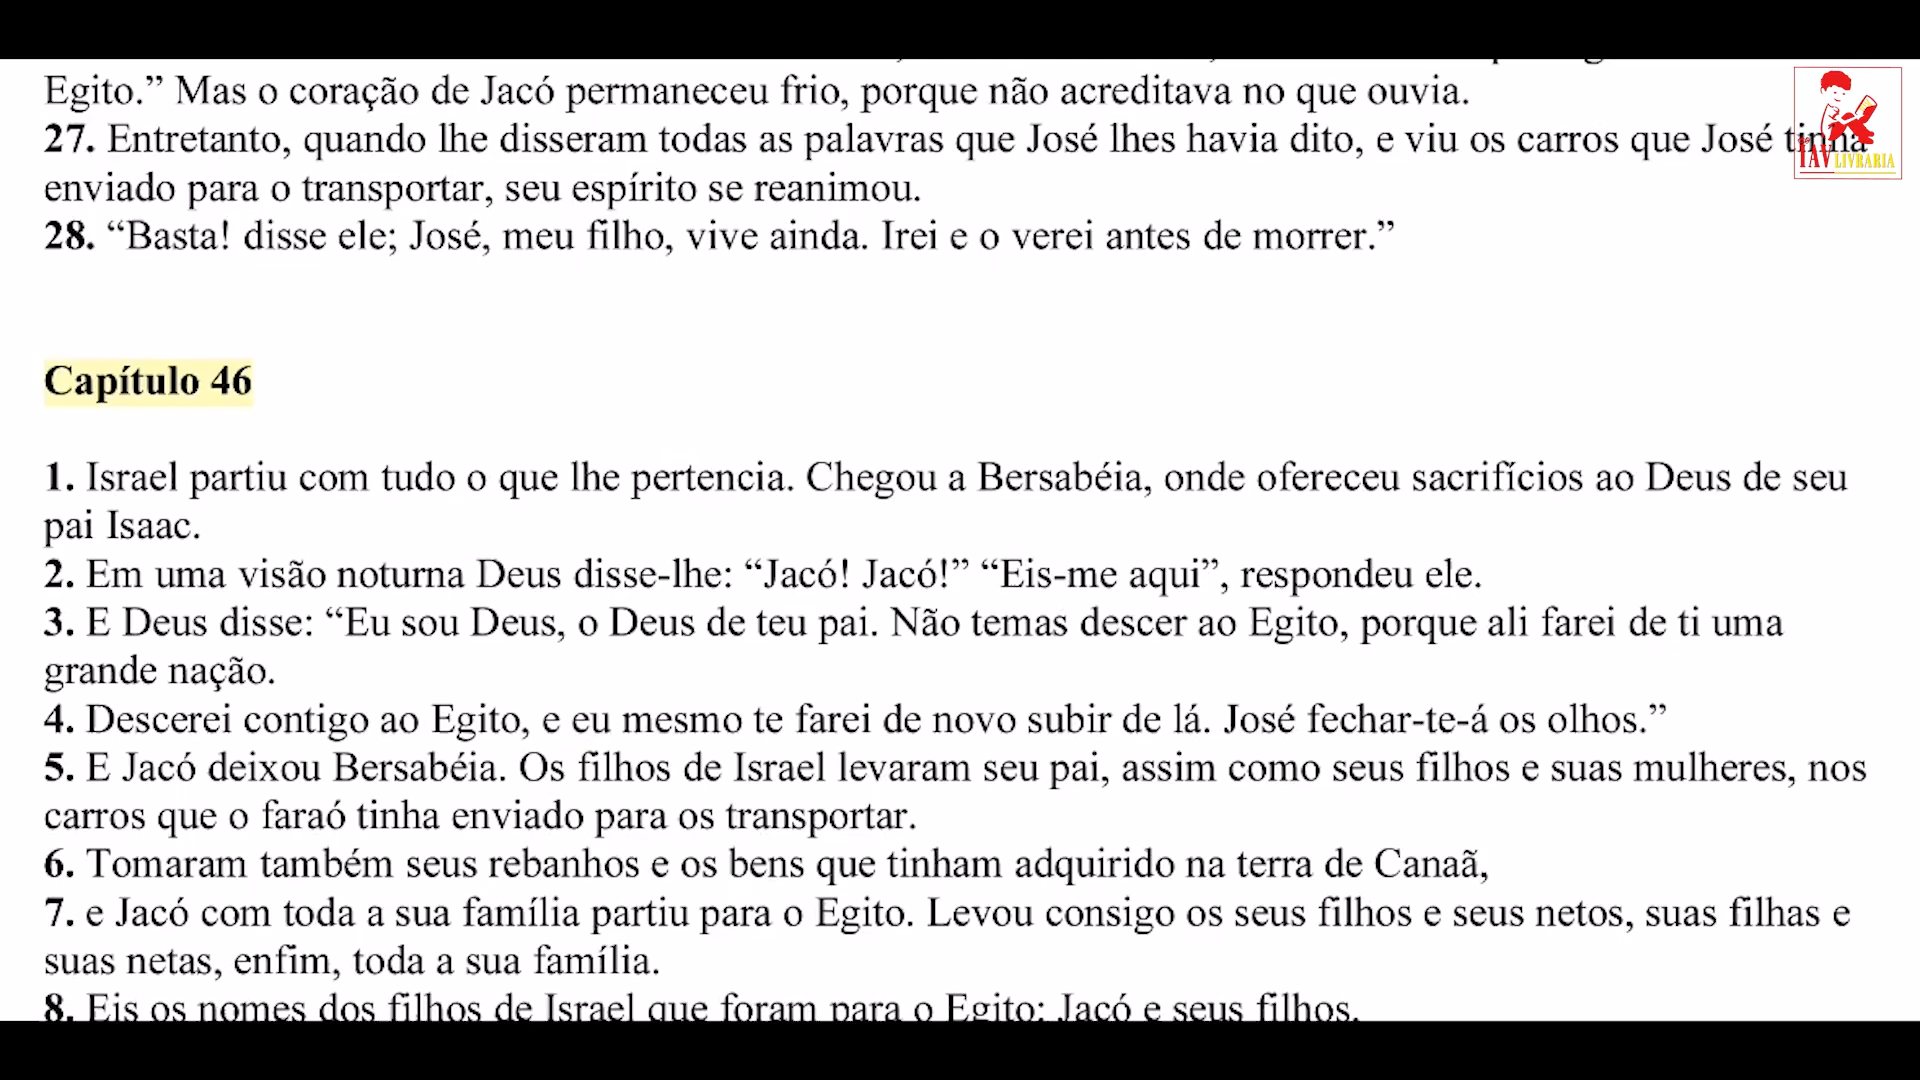 Egito.” Mas o coração de Jacó permaneceu frio, porque não acreditava no que ouvia.
27. Entretanto, quando lhe disseram todas as palavras que José lhes havia dito, e viu os carros que José tinha
enviado para o transportar, seu espírito se reanimou.
28. “Basta! disse ele; José, meu filho, vive ainda. Irei e o verei antes de morrer.”
Capítulo 46
1. Israel partiu com tudo o que lhe pertencia. Chegou a Bersabéia, onde ofereceu sacrifícios ao Deus de seu
pai Isaac.
2. Em uma visão noturna Deus disse-lhe: “Jacó! Jacó!” “Eis-me aqui”, respondeu ele.
3. E Deus disse: “Eu sou Deus, o Deus de teu pai. Não temas descer ao Egito, porque ali farei de ti uma
grande nação.
4. Descerei contigo ao Egito, e eu mesmo te farei de novo subir de lá. José fechar-te-á os olhos.”
5. E Jacó deixou Bersabéia. Os filhos de Israel levaram seu pai, assim como seus filhos e suas mulheres, nos
carros que o faraó tinha enviado para os transportar.
6. Tomaram também seus rebanhos e os bens que tinham adquirido na terra de Canaã,
7. e Jacó com toda a sua família partiu para o Egito. Levou consigo os seus filhos e seus netos, suas filhas e
suas netas, enfim, toda a sua família.
8. Eis os nomes dos filhos de Israel que foram para o Egito: Jacó e seus filhos.
IAV LIVRARIA